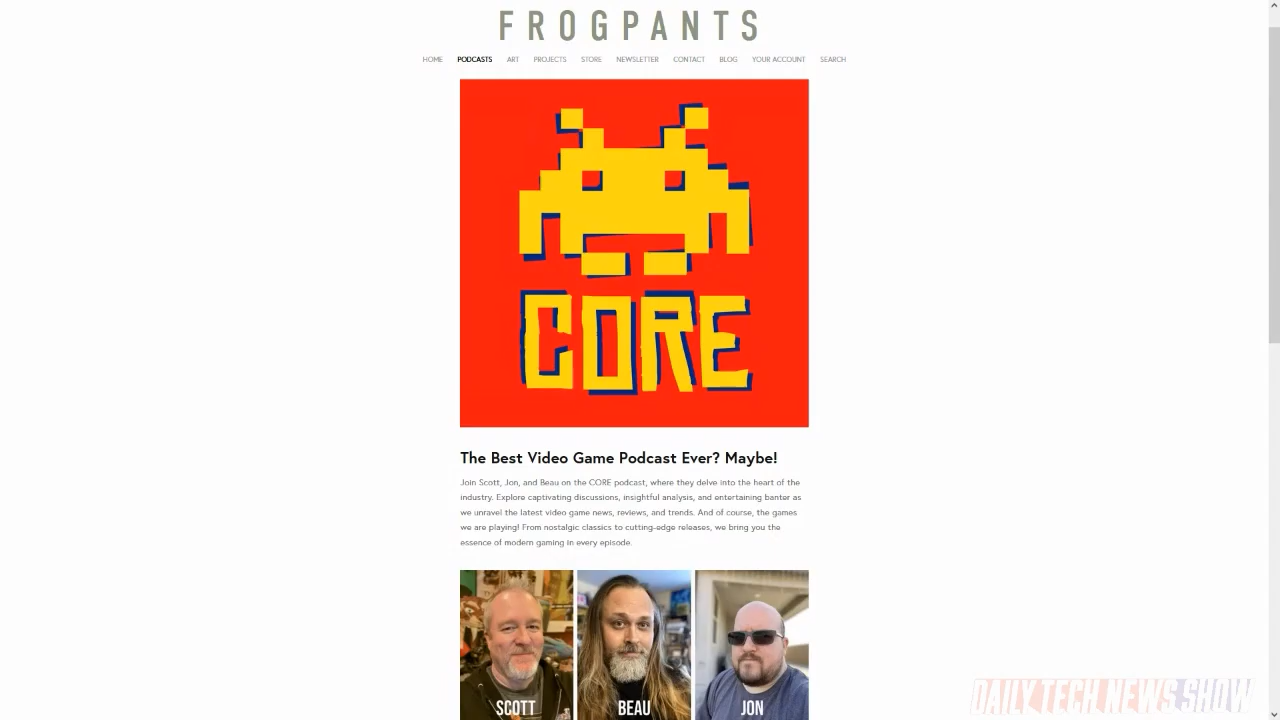 FROGPANTS
HOME PODCASTS ART PROJECTS STORE NEWSLETTER CONTACT BLOG YOUR ACCOUNT SEARCH
CORE
The Best Video Game Podcast Ever? Maybe!
Join Scott, Jon, and Beau on the CORE podcast, where they delve into the heart of the
industry. Explore captivating discussions, insightful analysis, and entertaining banter as
we unravel the latest video game news, reviews, and trends. And of course, the games
we are playing! From nostalgic classics to cutting-edge releases, we bring you the
essence of modern gaming in every episode.
SCOTT BEAU JON
DAILY TECH NEWS SHOW